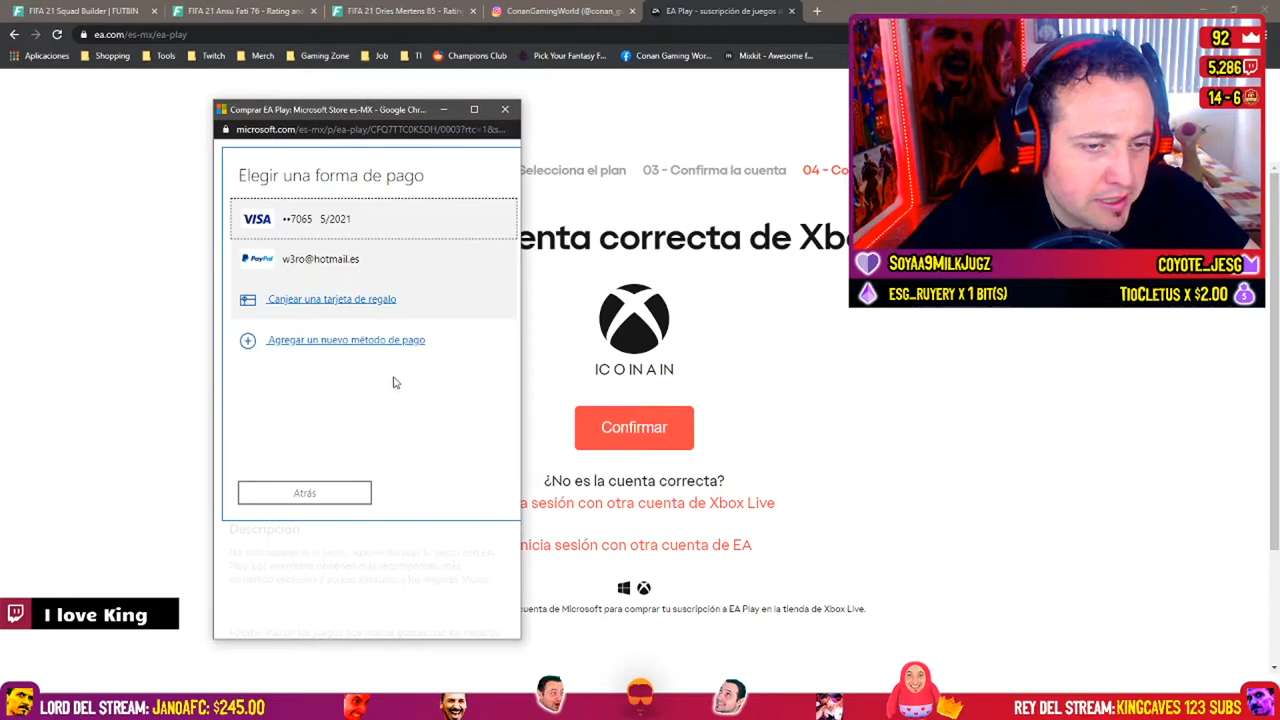 FIFA 21 Squad Builder | FUTBIN
FIFA 21 Ansu Fati 76 - Rating and
FIFA 21 Dries Mertens 85 - Rating
ConanGamingWorld (@conan_g
EA Play - suscripción de juegos d
ea.com/es-mx/ea-play
Aplicaciones
Shopping
Tools
Twitch
Merch
Gaming Zone
Job
TI
Champions Club
Pick Your Fantasy F...
Conan Gaming Wor...
Mixkit - Awesome f...
92
5,286
14 - 6
Comprar EA Play: Microsoft Store es-MX - Google Chr...
microsoft.com/es-mx/p/ea-play/CFQ7TTC0K5DH/0003?rtc=1&s...
Elegir una forma de pago
VISA ••7065 5/2021
PayPal w3ro@hotmail.es
Canjear una tarjeta de regalo
Agregar un nuevo método de pago
Atrás
Descripción
Selecciona el plan
03 - Confirma la cuenta
04 - Co
enta correcta de Xbo
IC O IN A IN
Confirmar
¿No es la cuenta correcta?
a sesión con otra cuenta de Xbox Live
nicia sesión con otra cuenta de EA
uenta de Microsoft para comprar tu suscripción a EA Play en la tienda de Xbox Live.
SoyAA9MilkJugz
COYOTE_JESG
ESG_RUYERY X 1 BIT(S)
TioCletus X $2.00
I love King
LORD DEL STREAM: JANOAFC: $245.00
REY DEL STREAM: KINGCAVES 123 SUBS